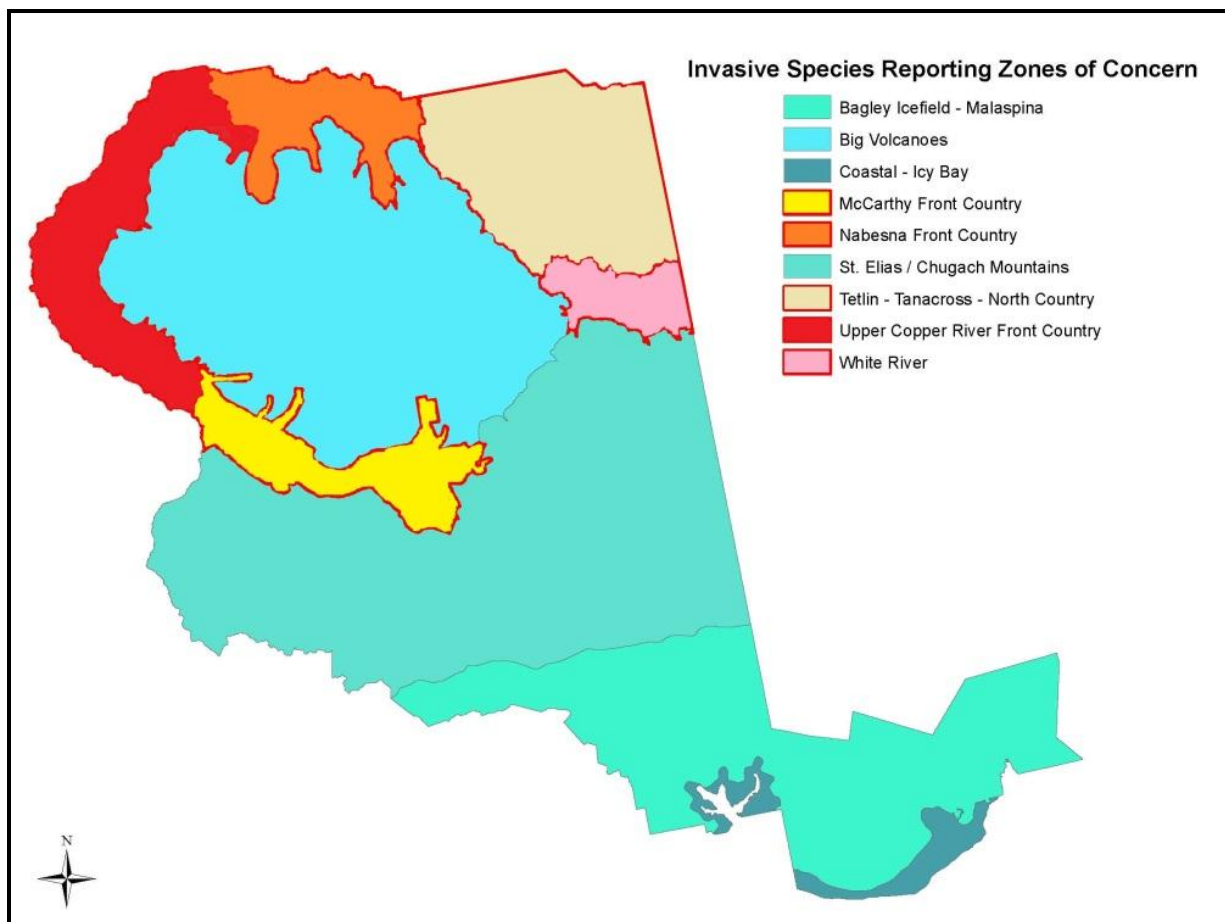 Invasive Species Reporting Zones of Concern
Bagley Icefield - Malaspina
Big Volcanoes
Coastal - Icy Bay
McCarthy Front Country
Nabesna Front Country
St. Elias / Chugach Mountains
Tetlin - Tanacross - North Country
Upper Copper River Front Country
White River
N